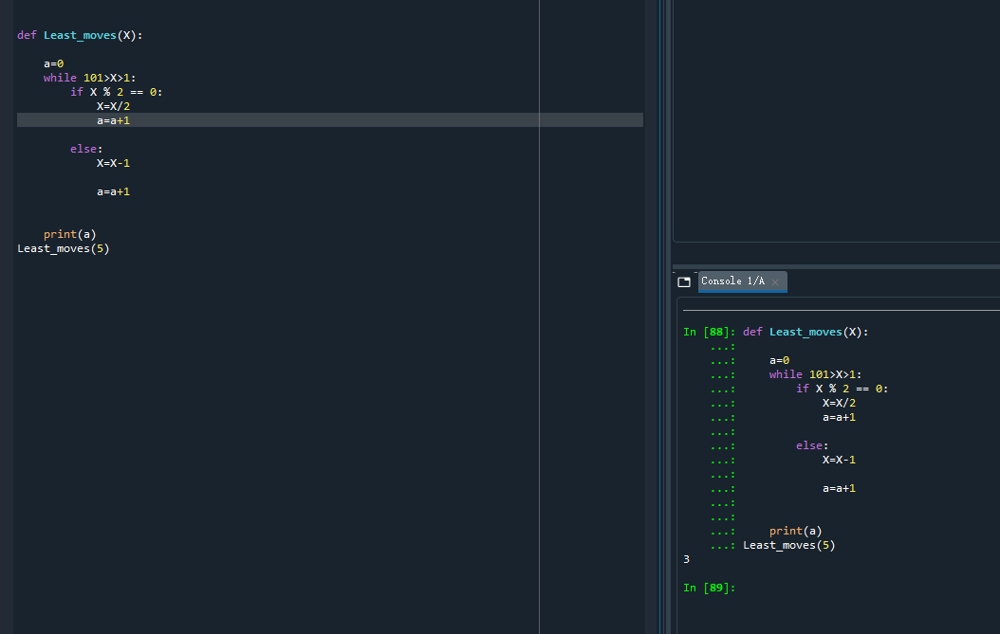 def Least_moves(X):
    a=0
    while 101>X>1:
        if X % 2 == 0:
            X=X/2
            a=a+1
        else:
            X=X-1
            a=a+1
    print(a)
Least_moves(5)
Console 1/A
In [88]: def Least_moves(X):
    ...:
    ...:     a=0
    ...:     while 101>X>1:
    ...:         if X % 2 == 0:
    ...:             X=X/2
    ...:             a=a+1
    ...:
    ...:         else:
    ...:             X=X-1
    ...:
    ...:             a=a+1
    ...:
    ...:
    ...:     print(a)
    ...: Least_moves(5)
3
In [89]: